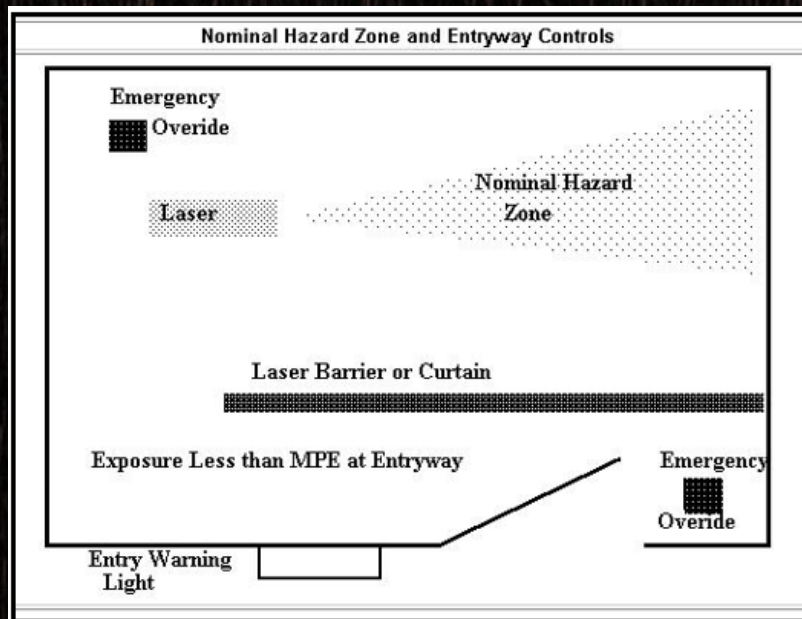 Nominal Hazard Zone and Entryway Controls
Emergency
Overide
Laser
Nominal Hazard
Zone
Laser Barrier or Curtain
Exposure Less than MPE at Entryway
Emergency
Overide
Entry Warning
Light